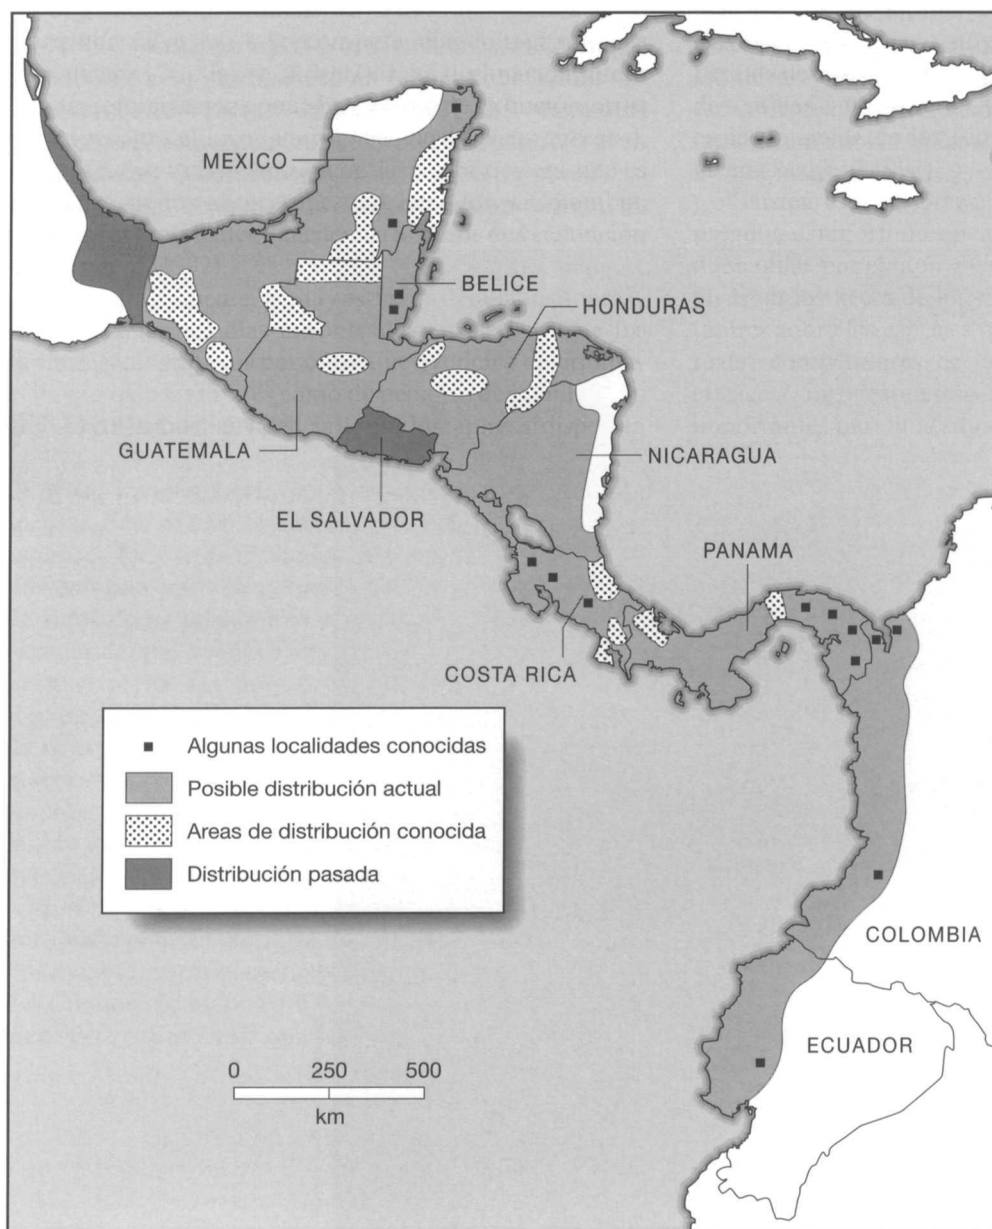 MEXICO
BELICE
HONDURAS
GUATEMALA
NICARAGUA
EL SALVADOR
PANAMA
COSTA RICA
Algunas localidades conocidas
Posible distribución actual
Areas de distribución conocida
Distribución pasada
COLOMBIA
ECUADOR
0 250 500
km